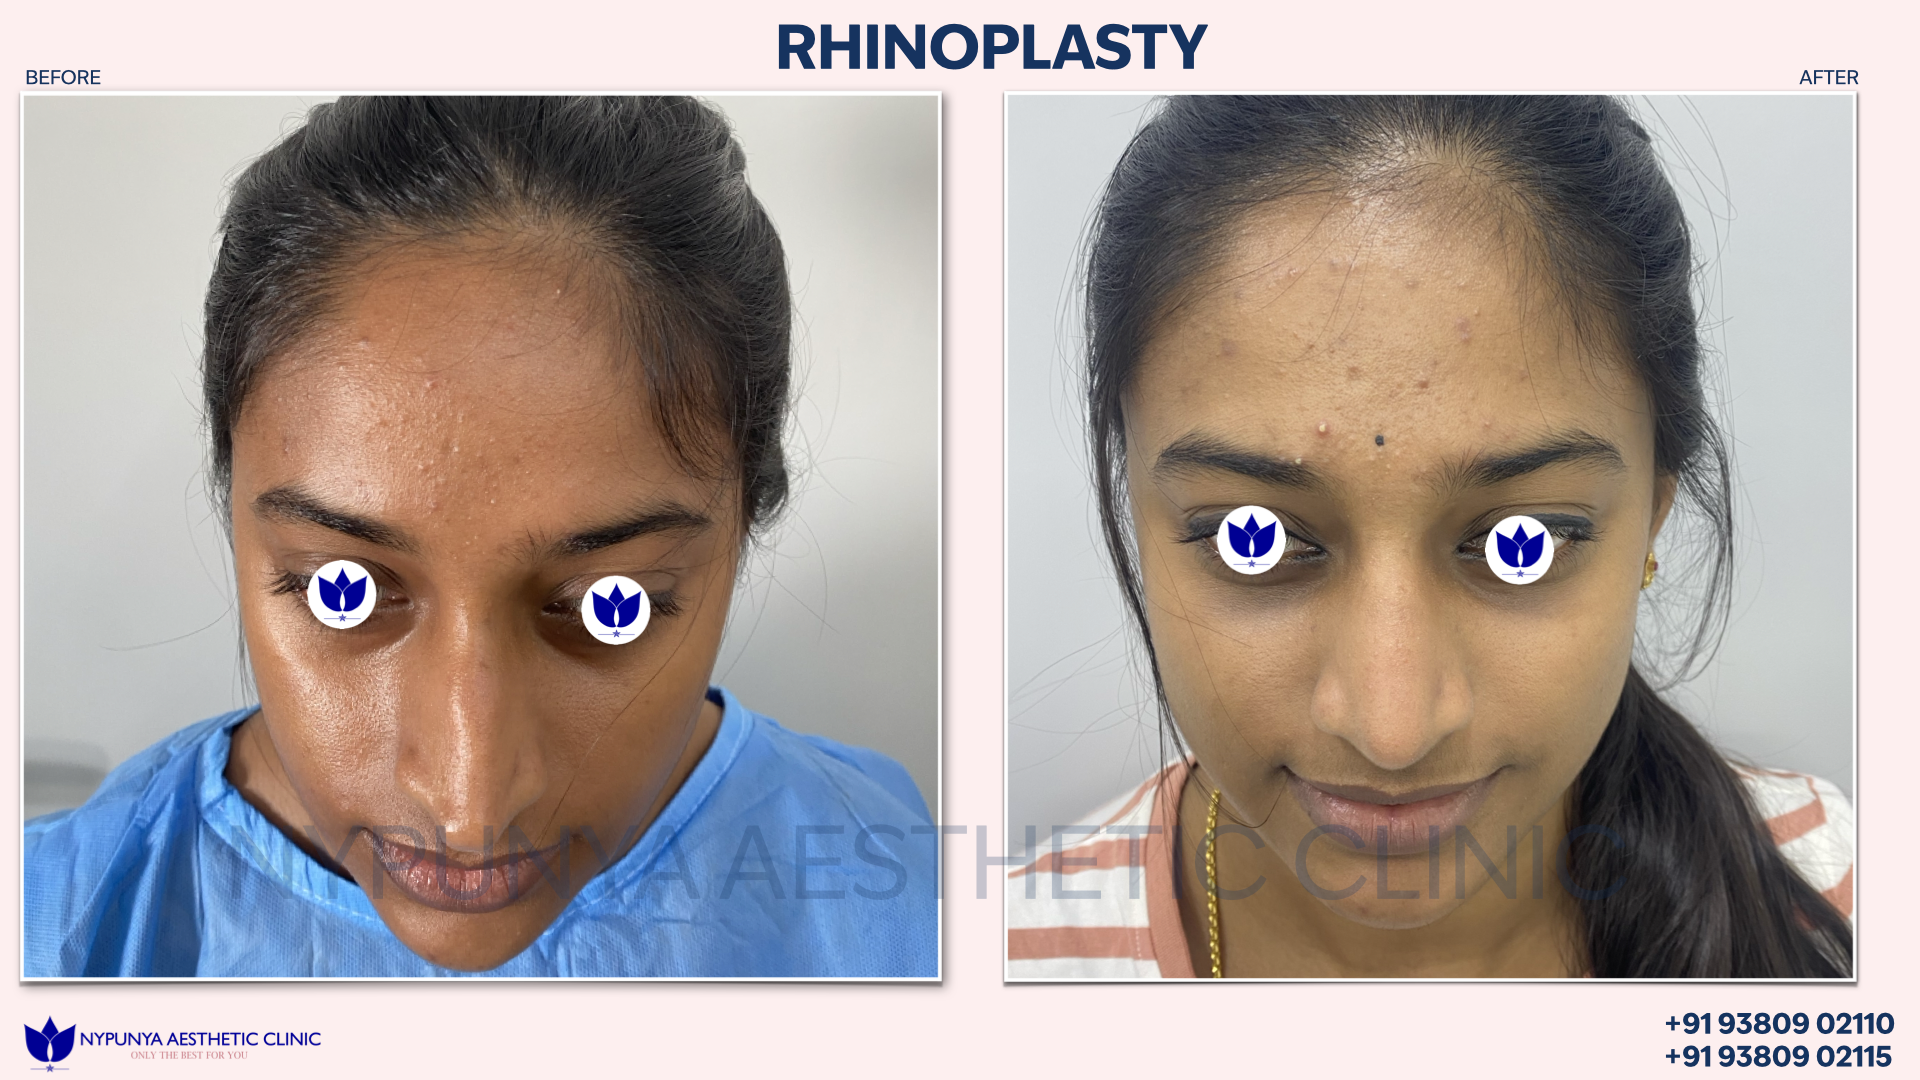 RHINOPLASTY
BEFORE
AFTER
NYPUNYA AESTHETIC CLINIC
NYPUNYA AESTHETIC CLINIC
ONLY THE BEST FOR YOU
+91 93809 02110
+91 93809 02115